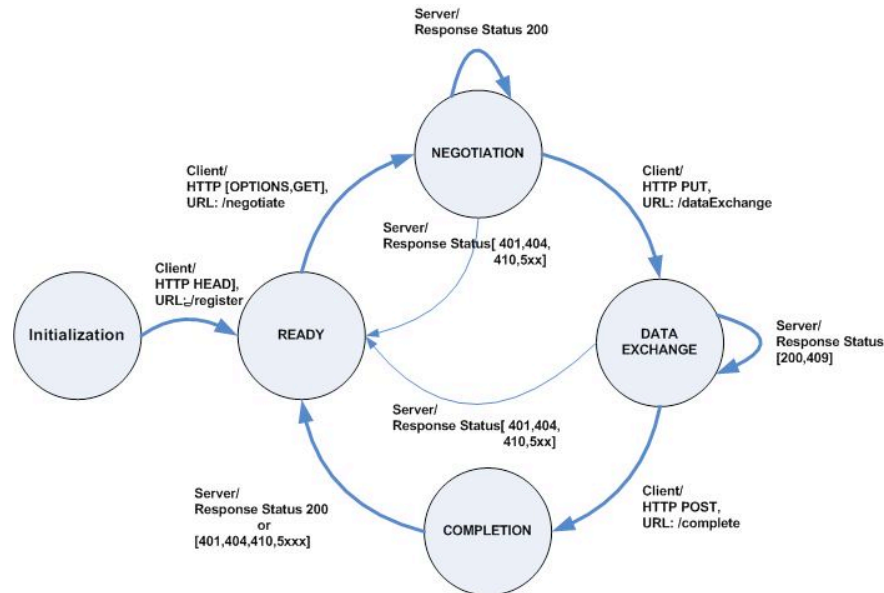 Server/
Response Status 200
NEGOTIATION
Client/
HTTP [OPTIONS,GET],
URL: /negotiate
Client/
HTTP PUT,
URL: /dataExchange
Server/
Response Status[ 401,404,
410,5xx]
Client/
HTTP HEAD],
URL:/register
Initialization
READY
DATA
EXCHANGE
Server/
Response Status
[200,409]
Server/
Response Status[ 401,404,
410,5xx]
Server/
Response Status 200
or
[401,404,410,5xxx]
COMPLETION
Client/
HTTP POST,
URL: /complete